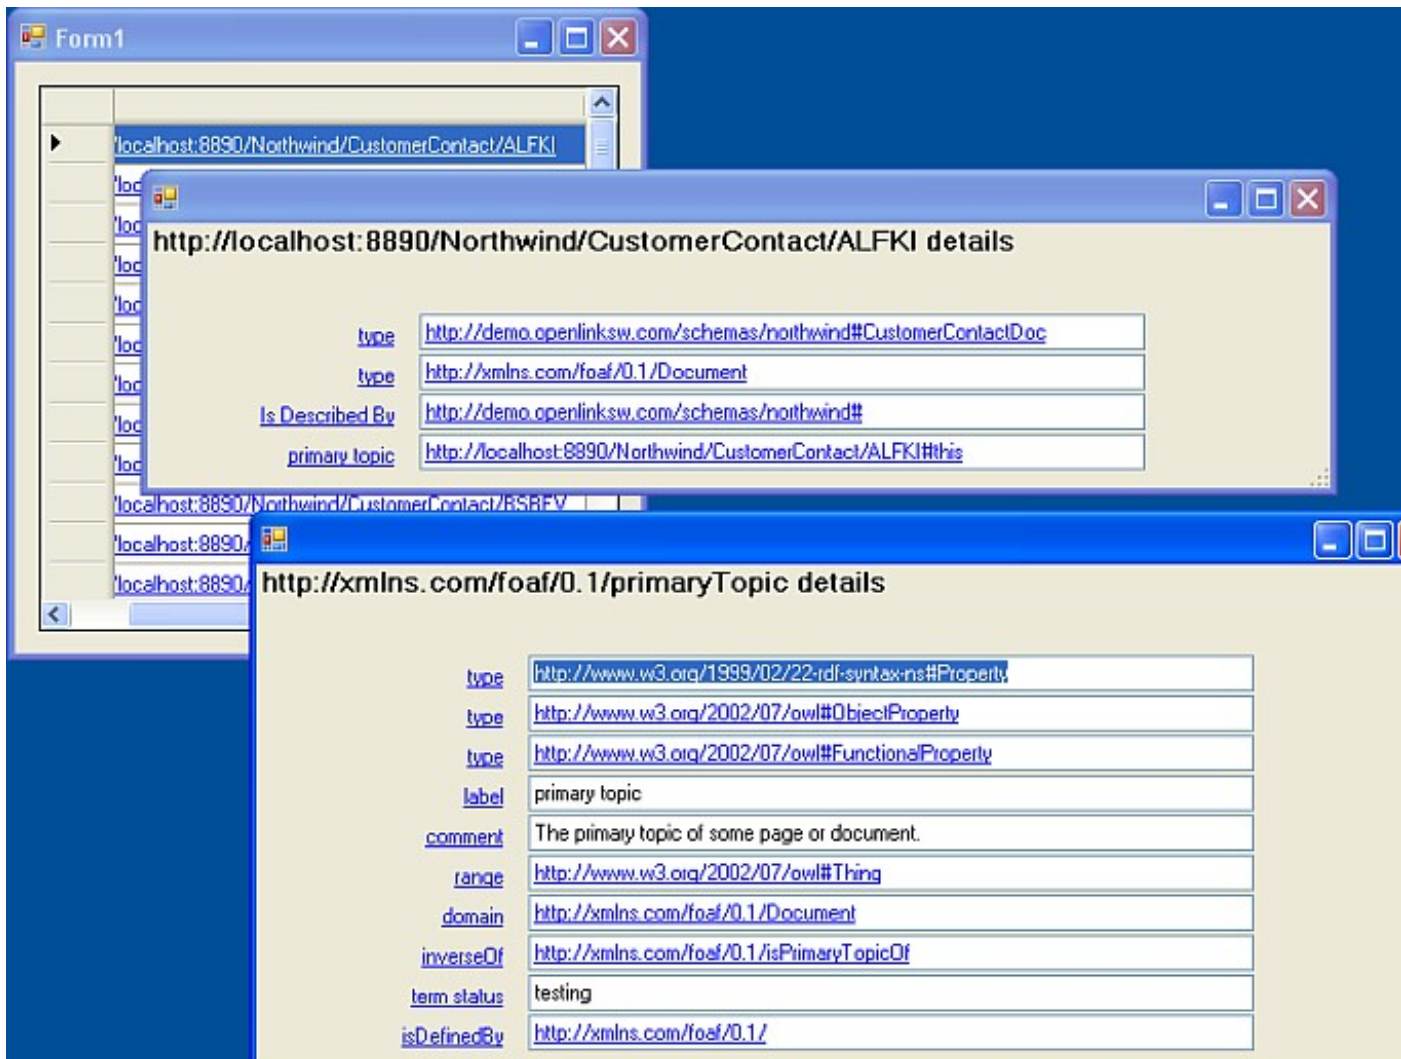 Form1
'localhost:8890/Northwind/CustomerContact/ALFKI
'loc
'loc
'loc
'loc
'loc
'loc
'loc
'loc
'localhost:8890/Northwind/CustomerContact/BSBEV
'localhost:8890/
'localhost:8890/
http://localhost:8890/Northwind/CustomerContact/ALFKI details
type http://demo.openlinksw.com/schemas/northwind#CustomerContactDoc
type http://xmlns.com/foaf/0.1/Document
Is Described By http://demo.openlinksw.com/schemas/northwind#
primary topic http://localhost:8890/Northwind/CustomerContact/ALFKI#this
http://xmlns.com/foaf/0.1/primaryTopic details
type http://www.w3.org/1999/02/22-rdf-syntax-ns#Property
type http://www.w3.org/2002/07/owl#ObjectProperty
type http://www.w3.org/2002/07/owl#FunctionalProperty
label primary topic
comment The primary topic of some page or document.
range http://www.w3.org/2002/07/owl#Thing
domain http://xmlns.com/foaf/0.1/Document
inverseOf http://xmlns.com/foaf/0.1/isPrimaryTopicOf
term status testing
isDefinedBy http://xmlns.com/foaf/0.1/